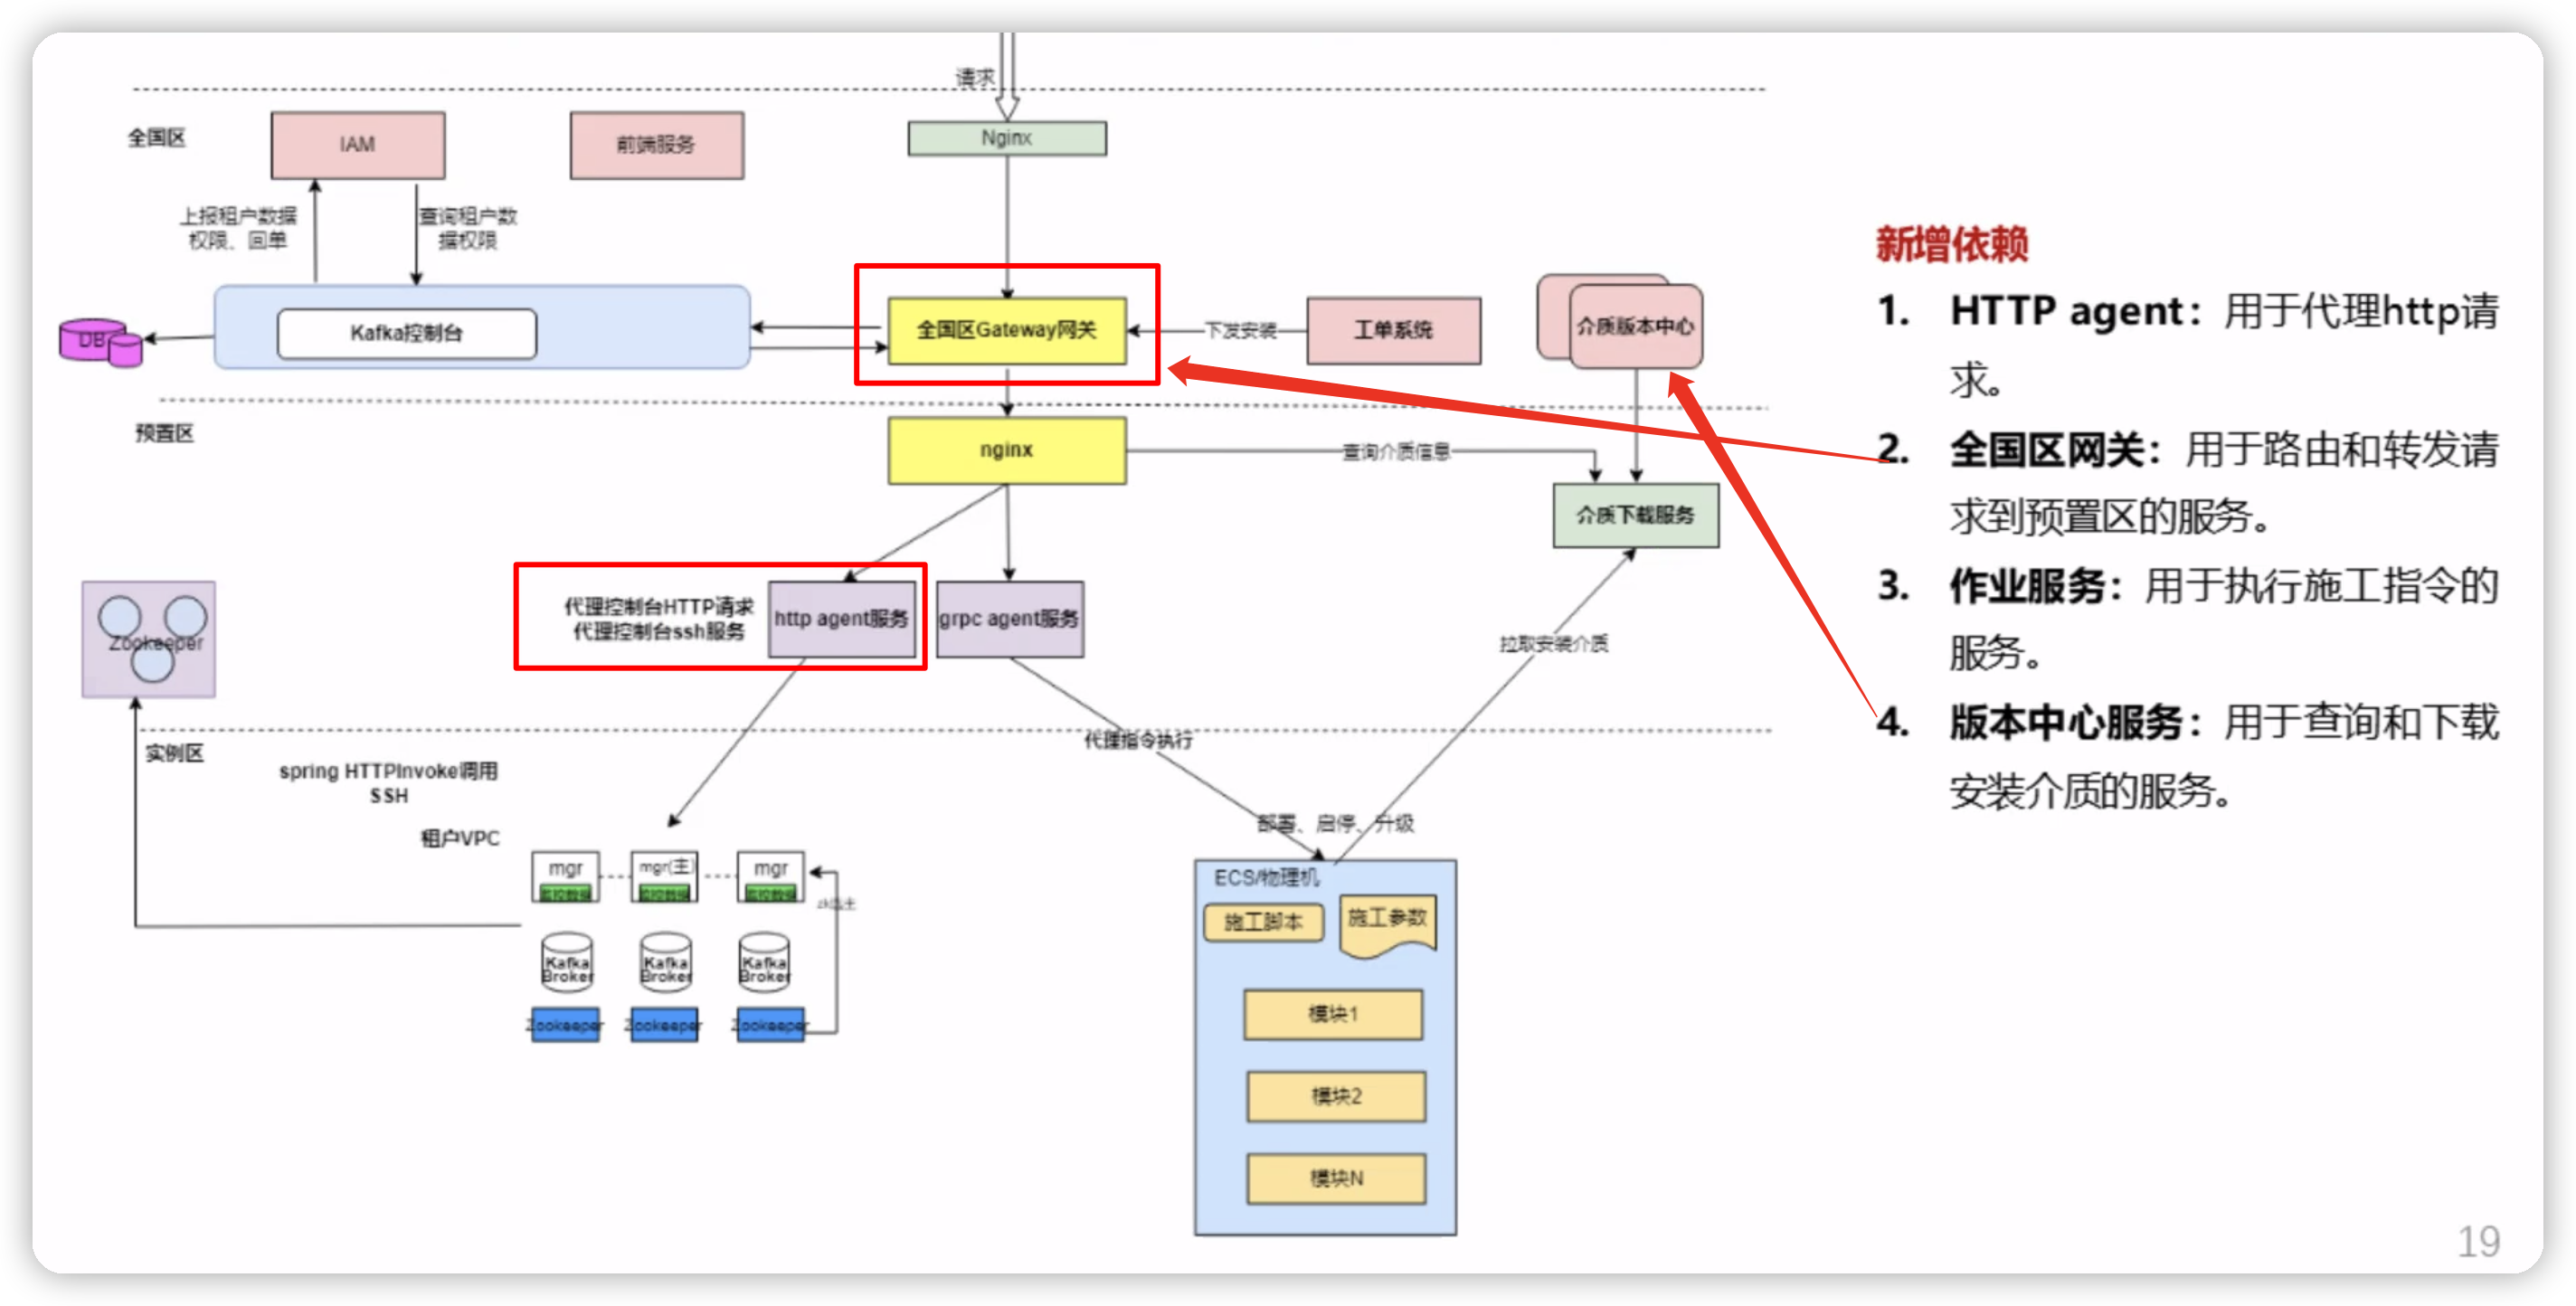 请求
全国区
IAM
前端服务
Nginx
上报租户数据
权限、回单
查询租户数
据权限
DB
Kafka控制台
全国区Gateway网关
下发安装
工单系统
介质版本中心
预置区
nginx
查询介质信息
介质下载服务
Zookeeper
代理控制台HTTP请求
代理控制台ssh服务
http agent服务
grpc agent服务
拉取安装介质
实例区
代理指令执行
spring HTTPInvoke调用
SSH
租户VPC
部署、启停、升级
mgr
mgr(主)
mgr
监控数据
监控数据
监控数据
Kafka
Broker
Kafka
Broker
Kafka
Broker
Zookeeper
Zookeeper
Zookeeper
ECS/物理机
施工脚本
施工参数
模块1
模块2
模块N
新增依赖
1. HTTP agent：用于代理http请
求。
2. 全国区网关：用于路由和转发请
求到预置区的服务。
3. 作业服务：用于执行施工指令的
服务。
4. 版本中心服务：用于查询和下载
安装介质的服务。
19